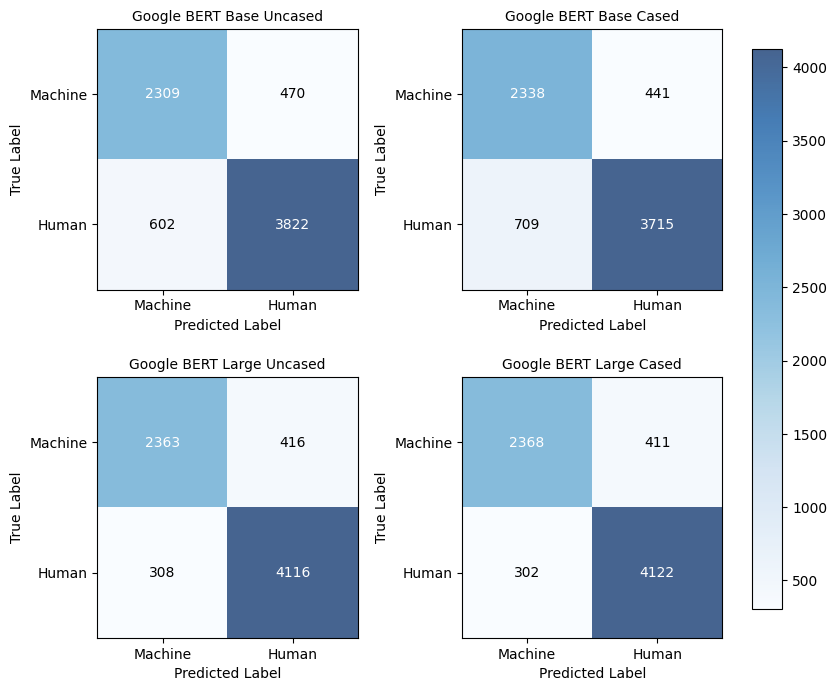 Google BERT Base Uncased
True Label
Machine
2309
470
Human
602
3822
Machine
Human
Predicted Label
Google BERT Base Cased
True Label
Machine
2338
441
Human
709
3715
Machine
Human
Predicted Label
Google BERT Large Uncased
True Label
Machine
2363
416
Human
308
4116
Machine
Human
Predicted Label
Google BERT Large Cased
True Label
Machine
2368
411
Human
302
4122
Machine
Human
Predicted Label
4000
3500
3000
2500
2000
1500
1000
500